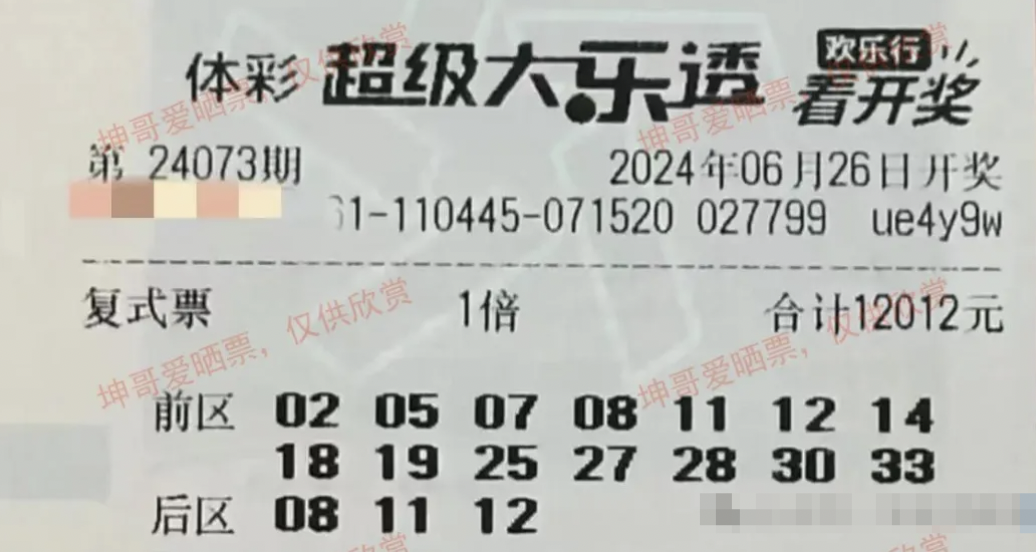 体彩 超级大乐透 欢乐行 看开奖
第 24073期 2024年06月26日开奖
1-110445-071520 027799 ue4y9w
复式票 1倍 合计12012元
前区 02 05 07 08 11 12 14
18 19 25 27 28 30 33
后区 08 11 12
坤哥爱晒票，仅供欣赏
坤哥爱晒票，仅供欣赏
坤哥爱晒票，仅供欣赏
坤哥爱晒票，仅供欣赏